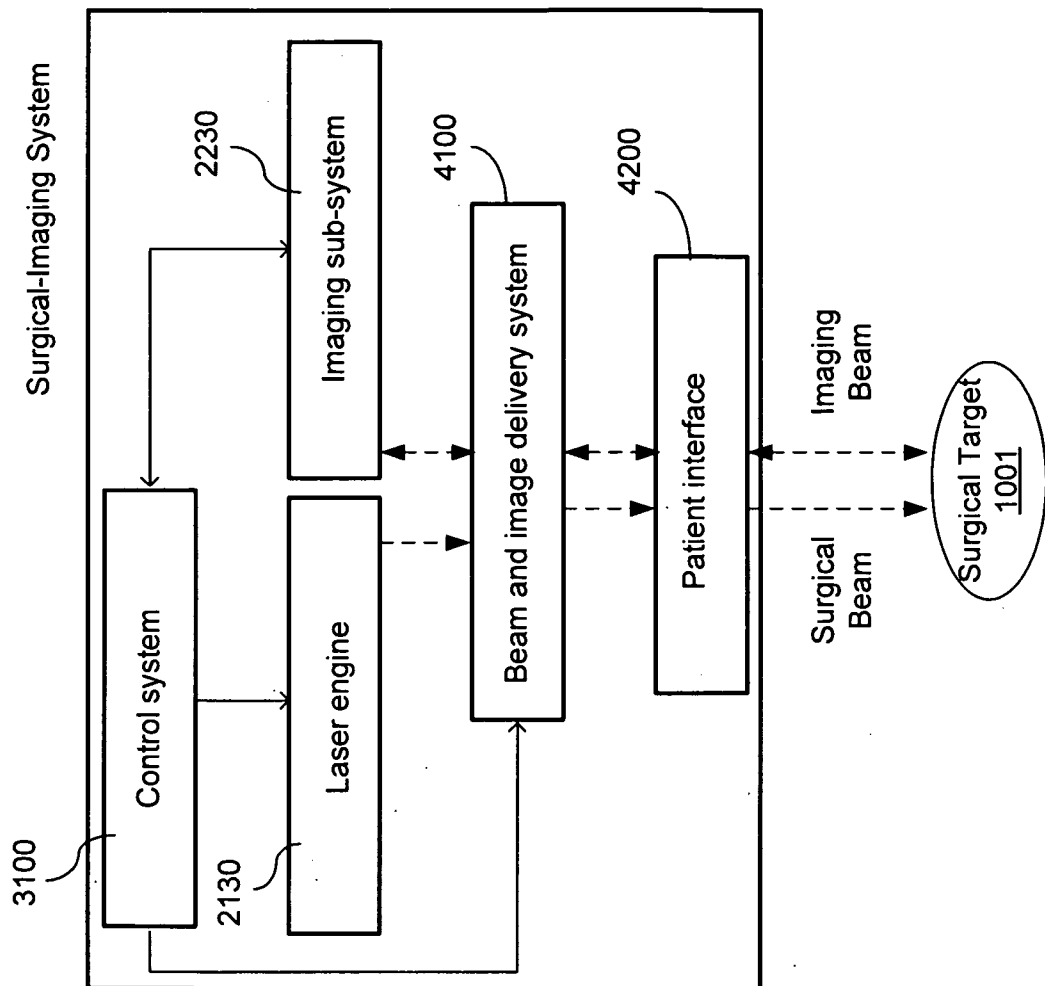 Surgical-Imaging System
3100
Control system
2130
Laser engine
2230
Imaging sub-system
4100
Beam and image delivery system
4200
Patient interface
Surgical
Beam
Imaging
Beam
Surgical Target
1001